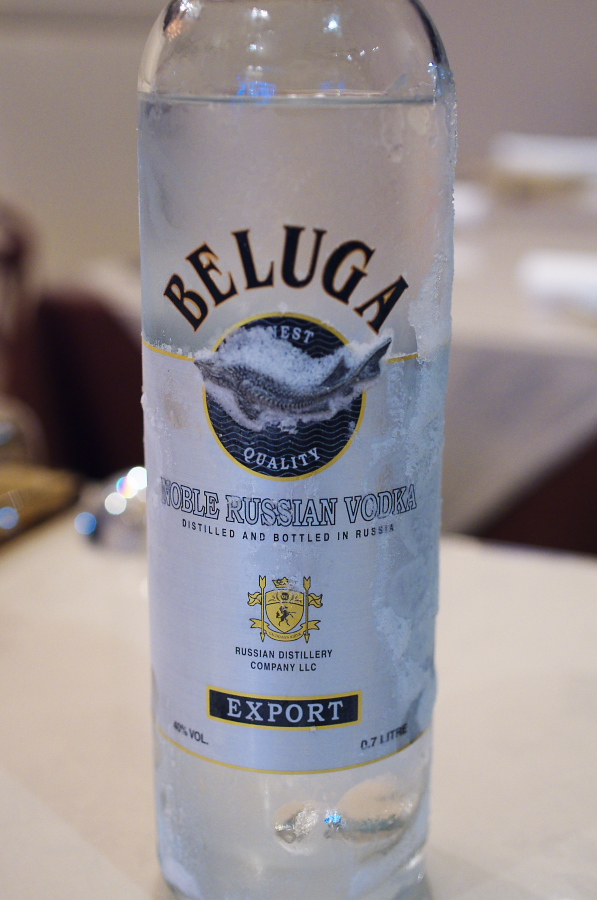 BELUGA
QUALITY
NOBLE RUSSIAN VODKA
DISTILLED AND BOTTLED IN RUSSIA
RUSSIAN DISTILLERY
COMPANY LLC
EXPORT
40% VOL.
0.7 LITRE